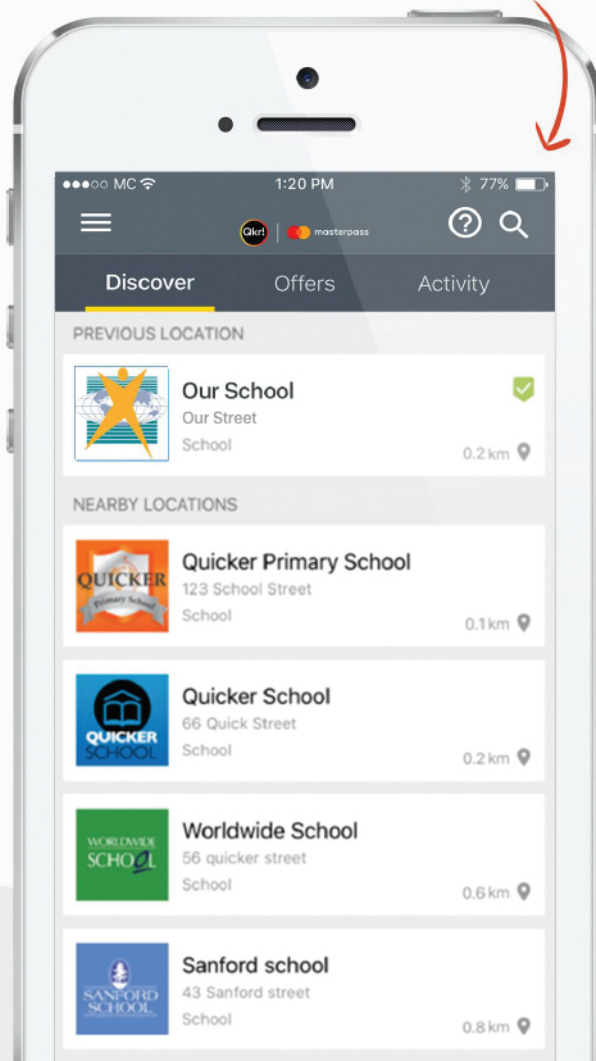 MC 1:20 PM 77%
Qkr! masterpass
Discover Offers Activity
PREVIOUS LOCATION
Our School
Our Street
School
0.2 km
NEARBY LOCATIONS
QUICKER
Primary School
Quicker Primary School
123 School Street
School
0.1 km
QUICKER
SCHOOL
Quicker School
66 Quick Street
School
0.2 km
WORLDWIDE
SCHOOL
Worldwide School
56 quicker street
School
0.6 km
SANFORD
SCHOOL
Sanford school
43 Sanford street
School
0.8 km